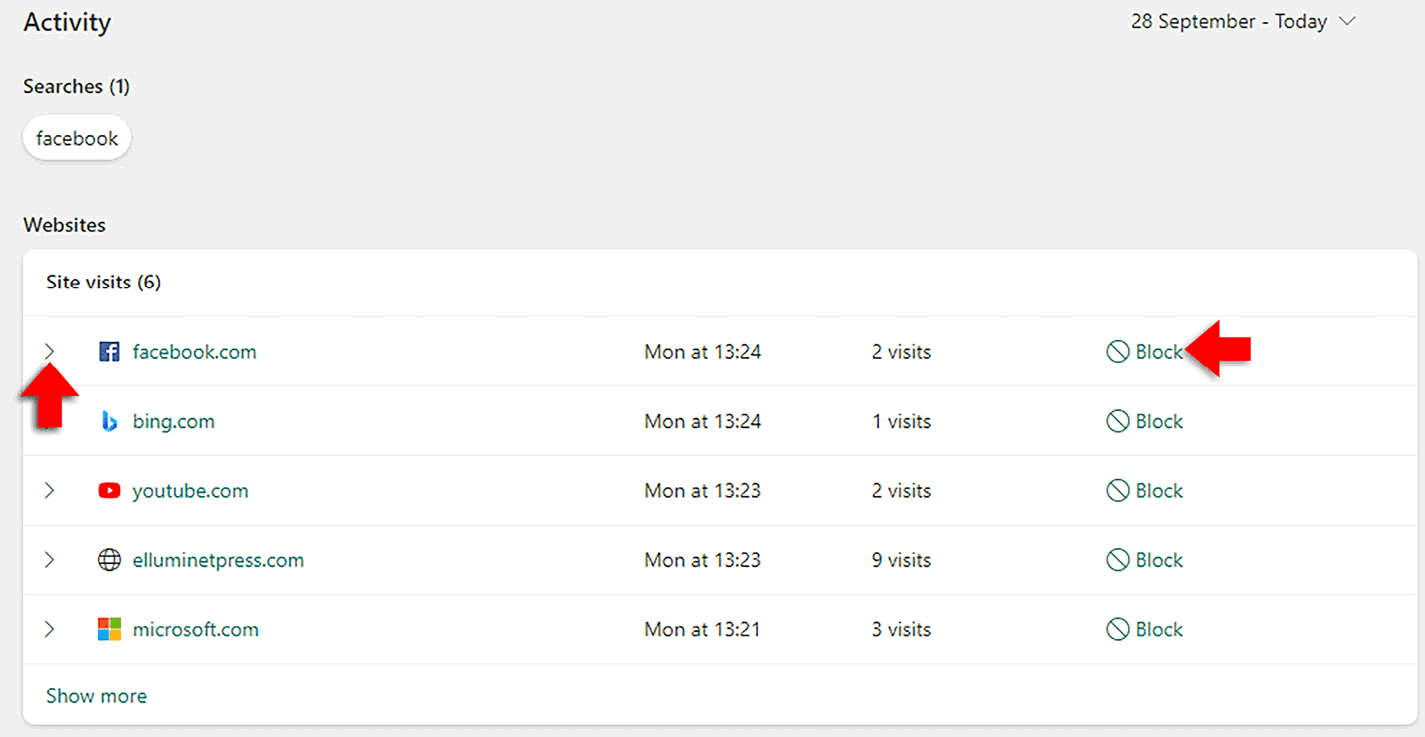 Activity
28 September - Today
Searches (1)
facebook
Websites
Site visits (6)
facebook.com Mon at 13:24 2 visits Block
bing.com Mon at 13:24 1 visits Block
youtube.com Mon at 13:23 2 visits Block
elluminetpress.com Mon at 13:23 9 visits Block
microsoft.com Mon at 13:21 3 visits Block
Show more